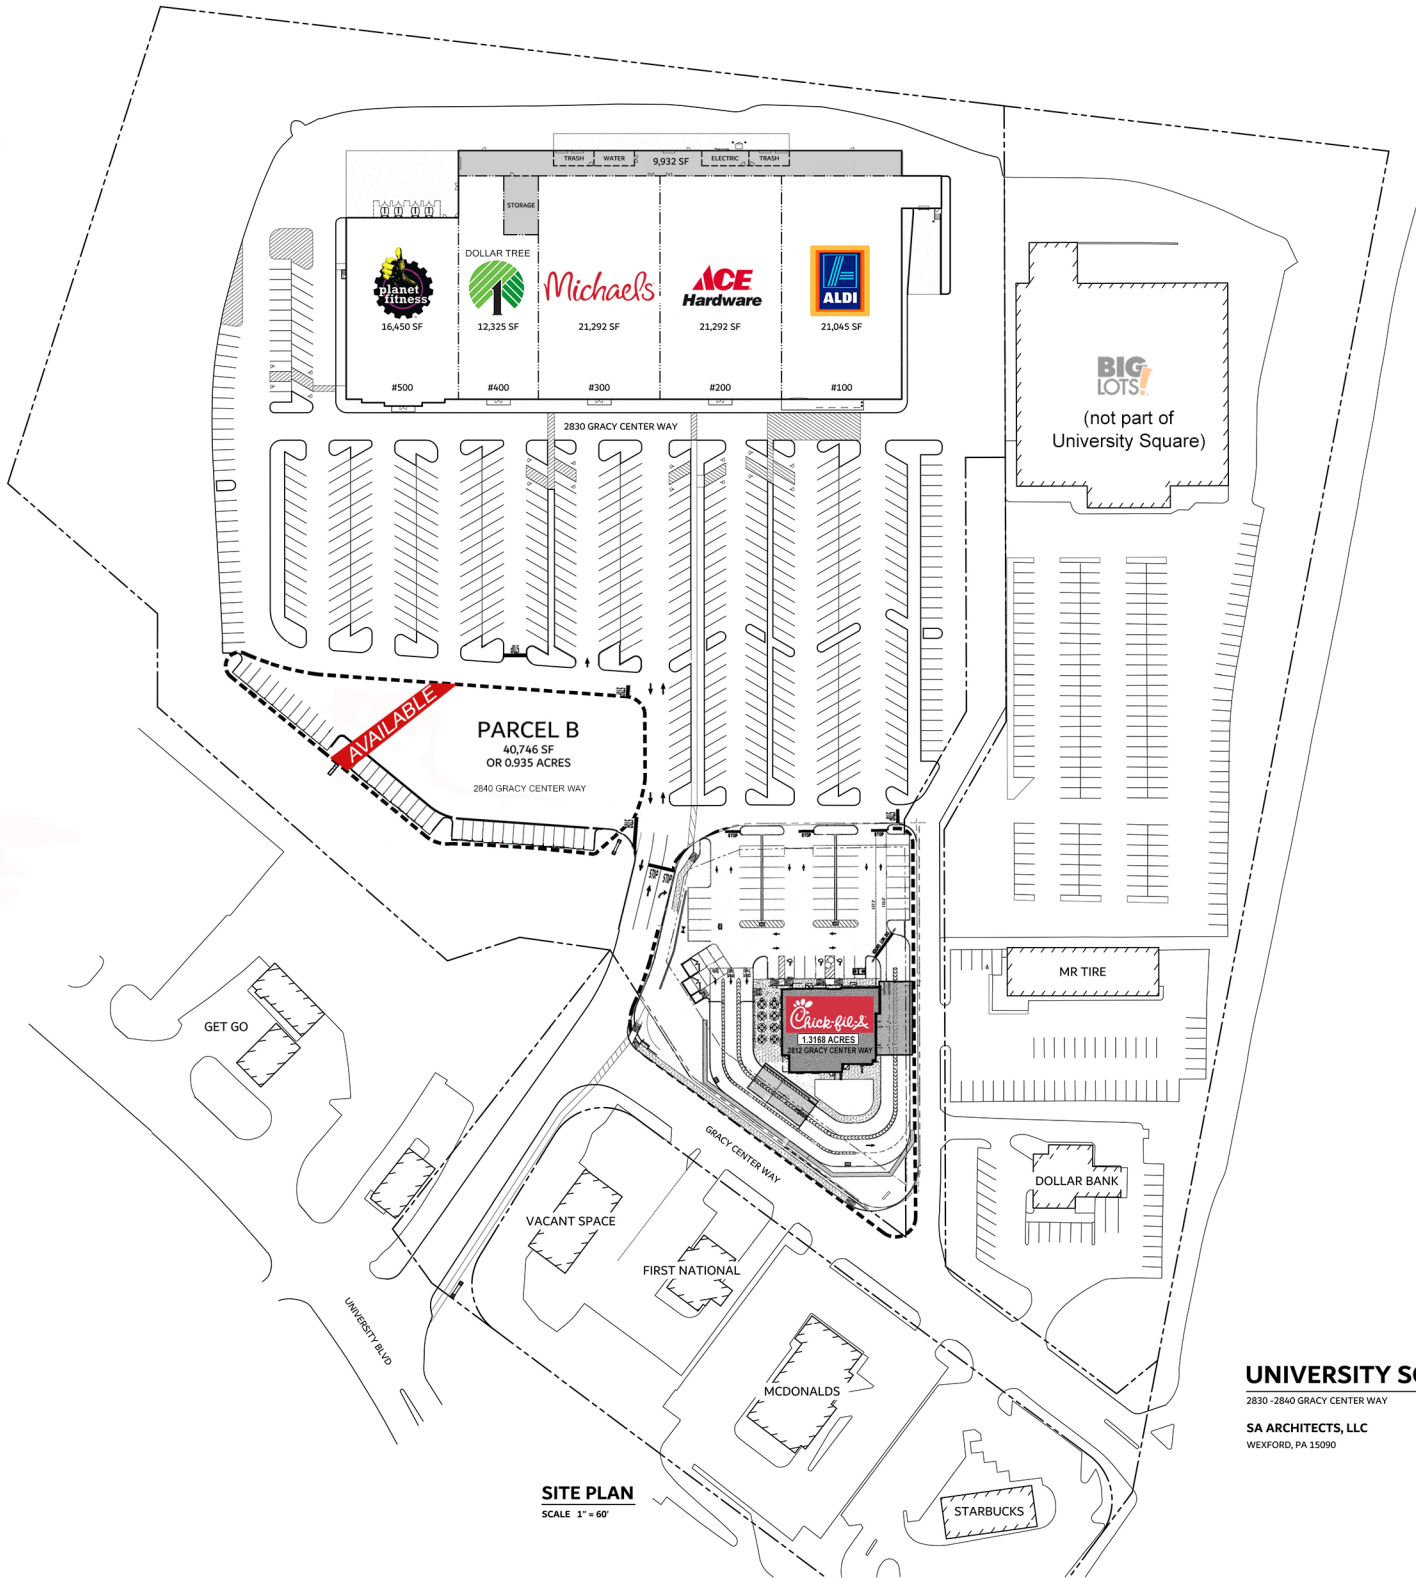 TRASH
WATER
9,932 SF
ELECTRIC
TRASH
STORAGE
planet
fitness
16,450 SF
#500
DOLLAR TREE
1
12,325 SF
#400
Michaels
21,292 SF
#300
ACE
Hardware
21,292 SF
#200
ALDI
21,045 SF
#100
2830 GRACY CENTER WAY
BIG
LOTS!
(not part of
University Square)
AVAILABLE
PARCEL B
40,746 SF
OR 0.935 ACRES
2840 GRACY CENTER WAY
STOP
STOP
STOP
STOP
STOP
Chick-fil-A
1.3168 ACRES
2812 GRACY CENTER WAY
MR TIRE
GET GO
GRACY CENTER WAY
DOLLAR BANK
VACANT SPACE
FIRST NATIONAL
UNIVERSITY BLVD
MCDONALDS
STARBUCKS
UNIVERSITY S
2830 -2840 GRACY CENTER WAY
SA ARCHITECTS, LLC
WEXFORD, PA 15090
SITE PLAN
SCALE 1" = 60'